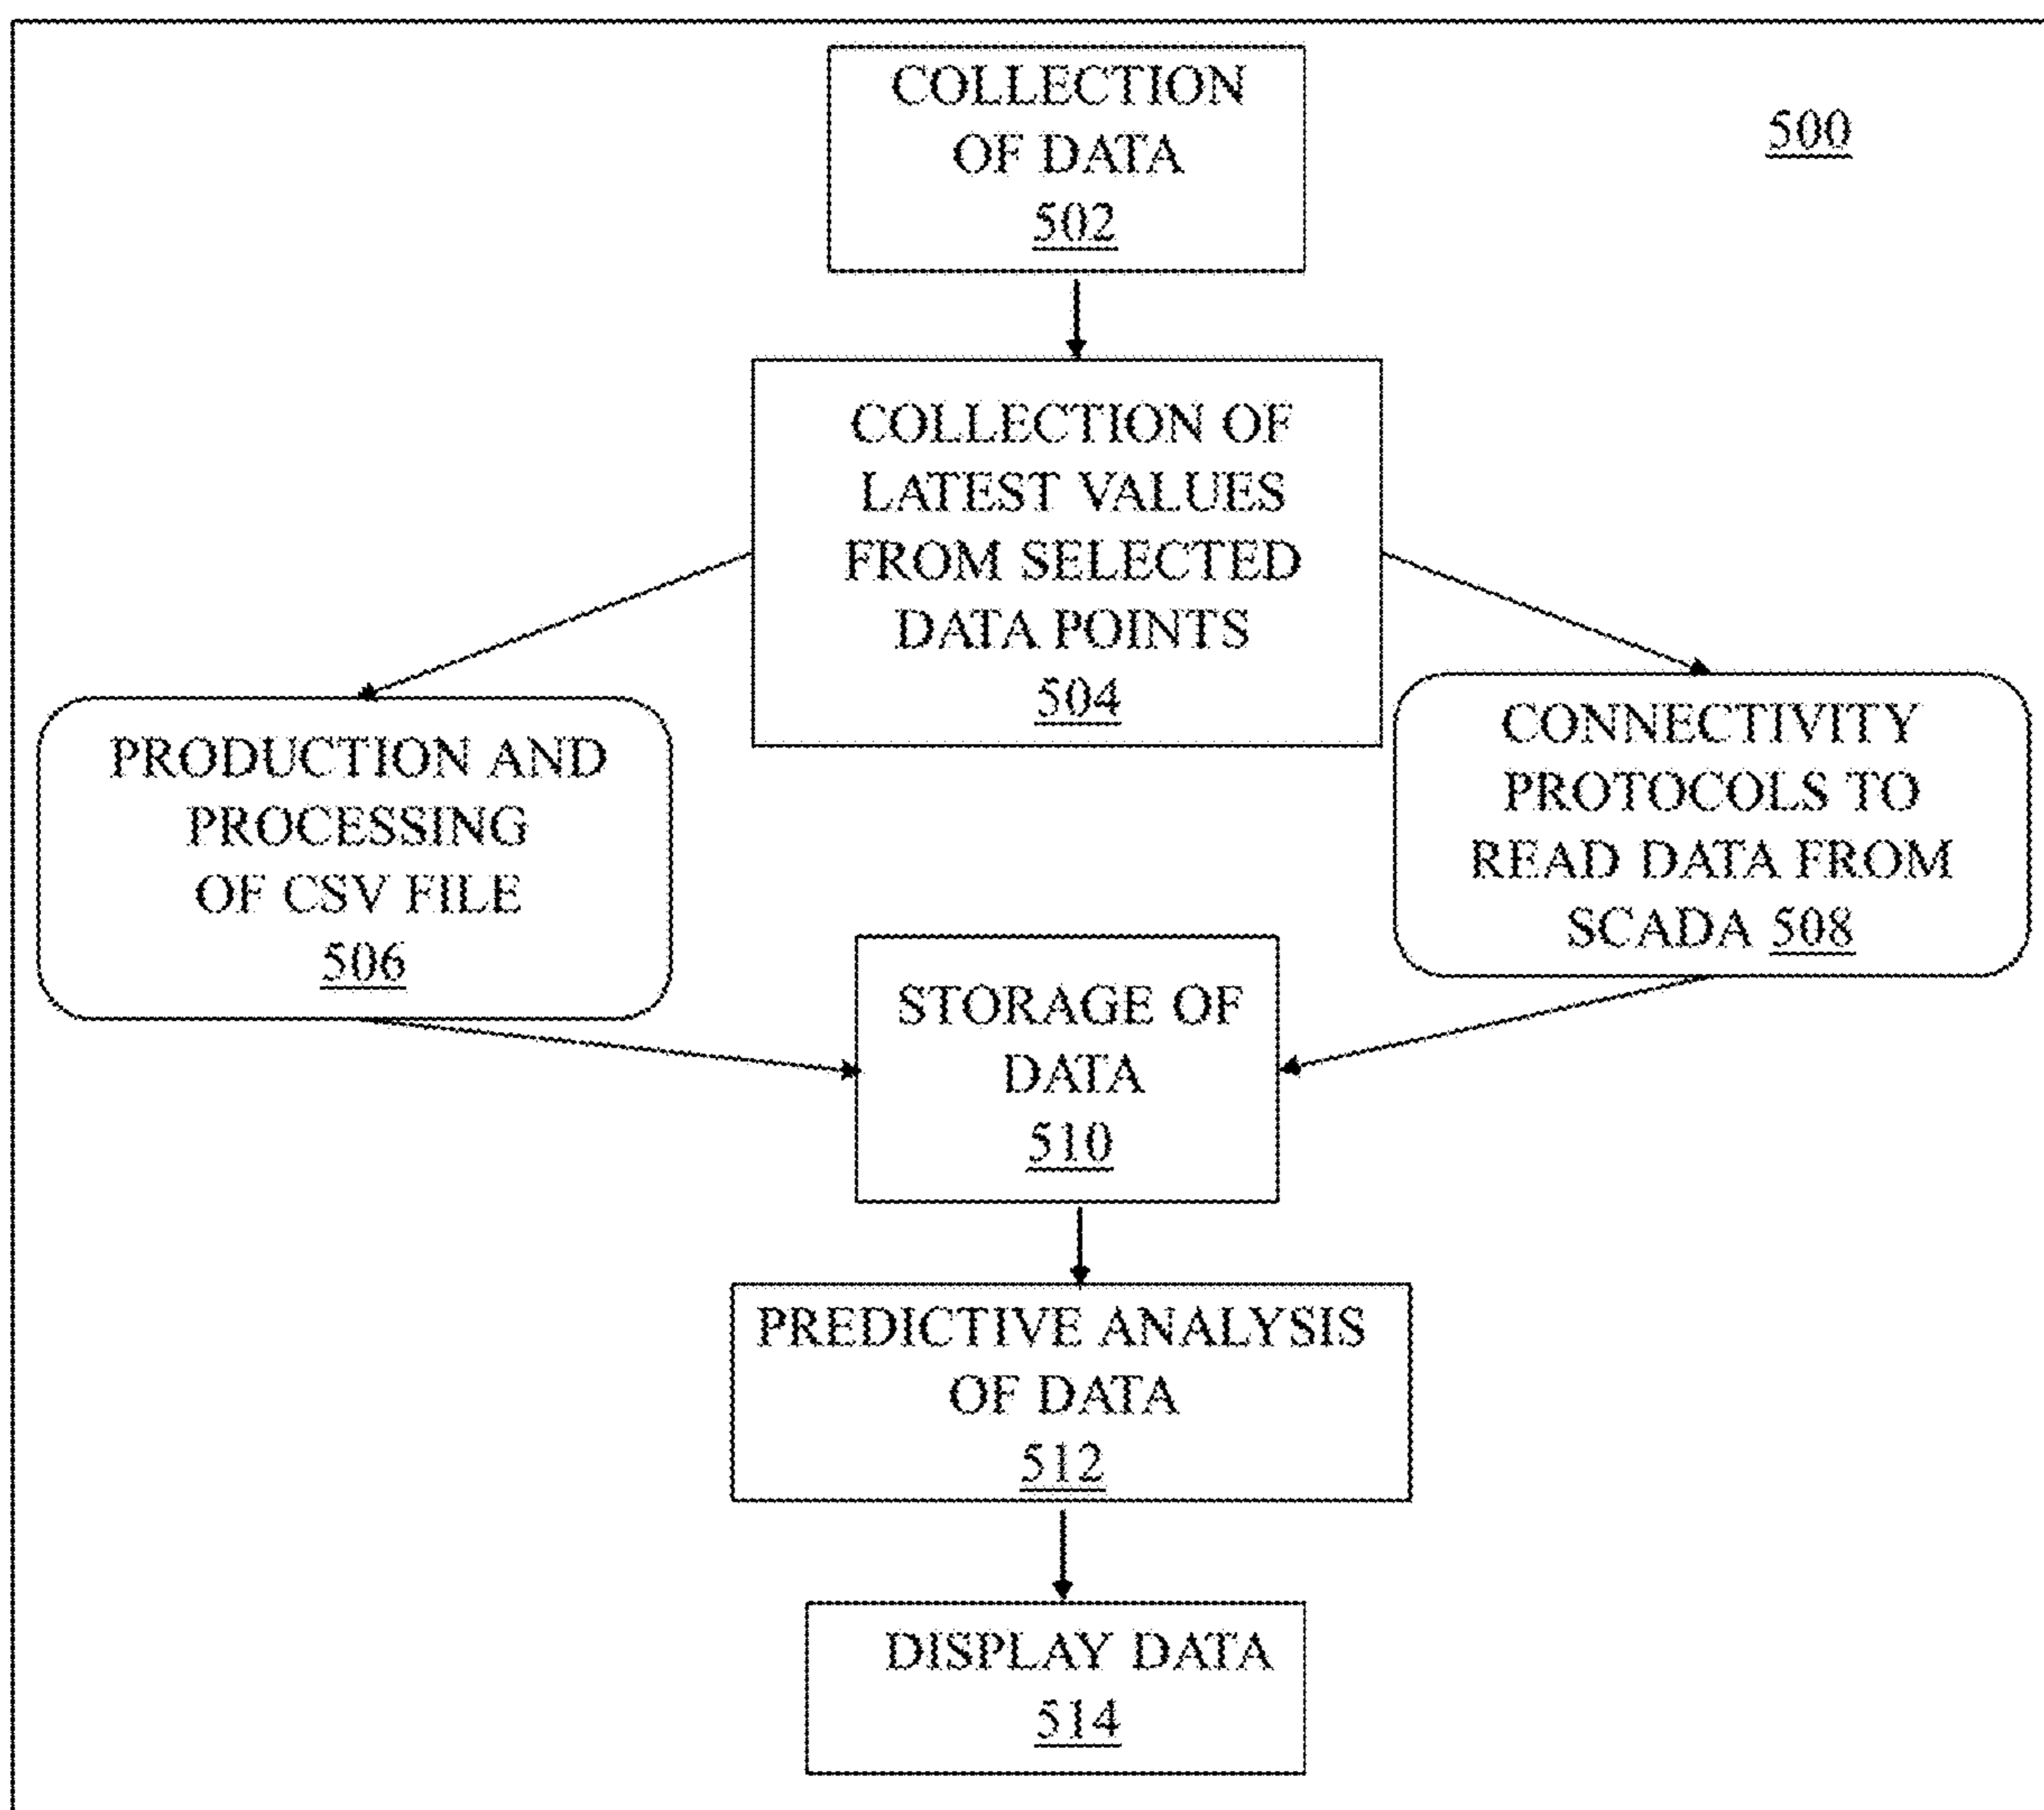 COLLECTION
OF DATA
502
500
COLLECTION OF
LATEST VALUES
FROM SELECTED
DATA POINTS
504
PRODUCTION AND
PROCESSING
OF CSV FILE
506
CONNECTIVITY
PROTOCOLS TO
READ DATA FROM
SCADA 508
STORAGE OF
DATA
510
PREDICTIVE ANALYSIS
OF DATA
512
DISPLAY DATA
514